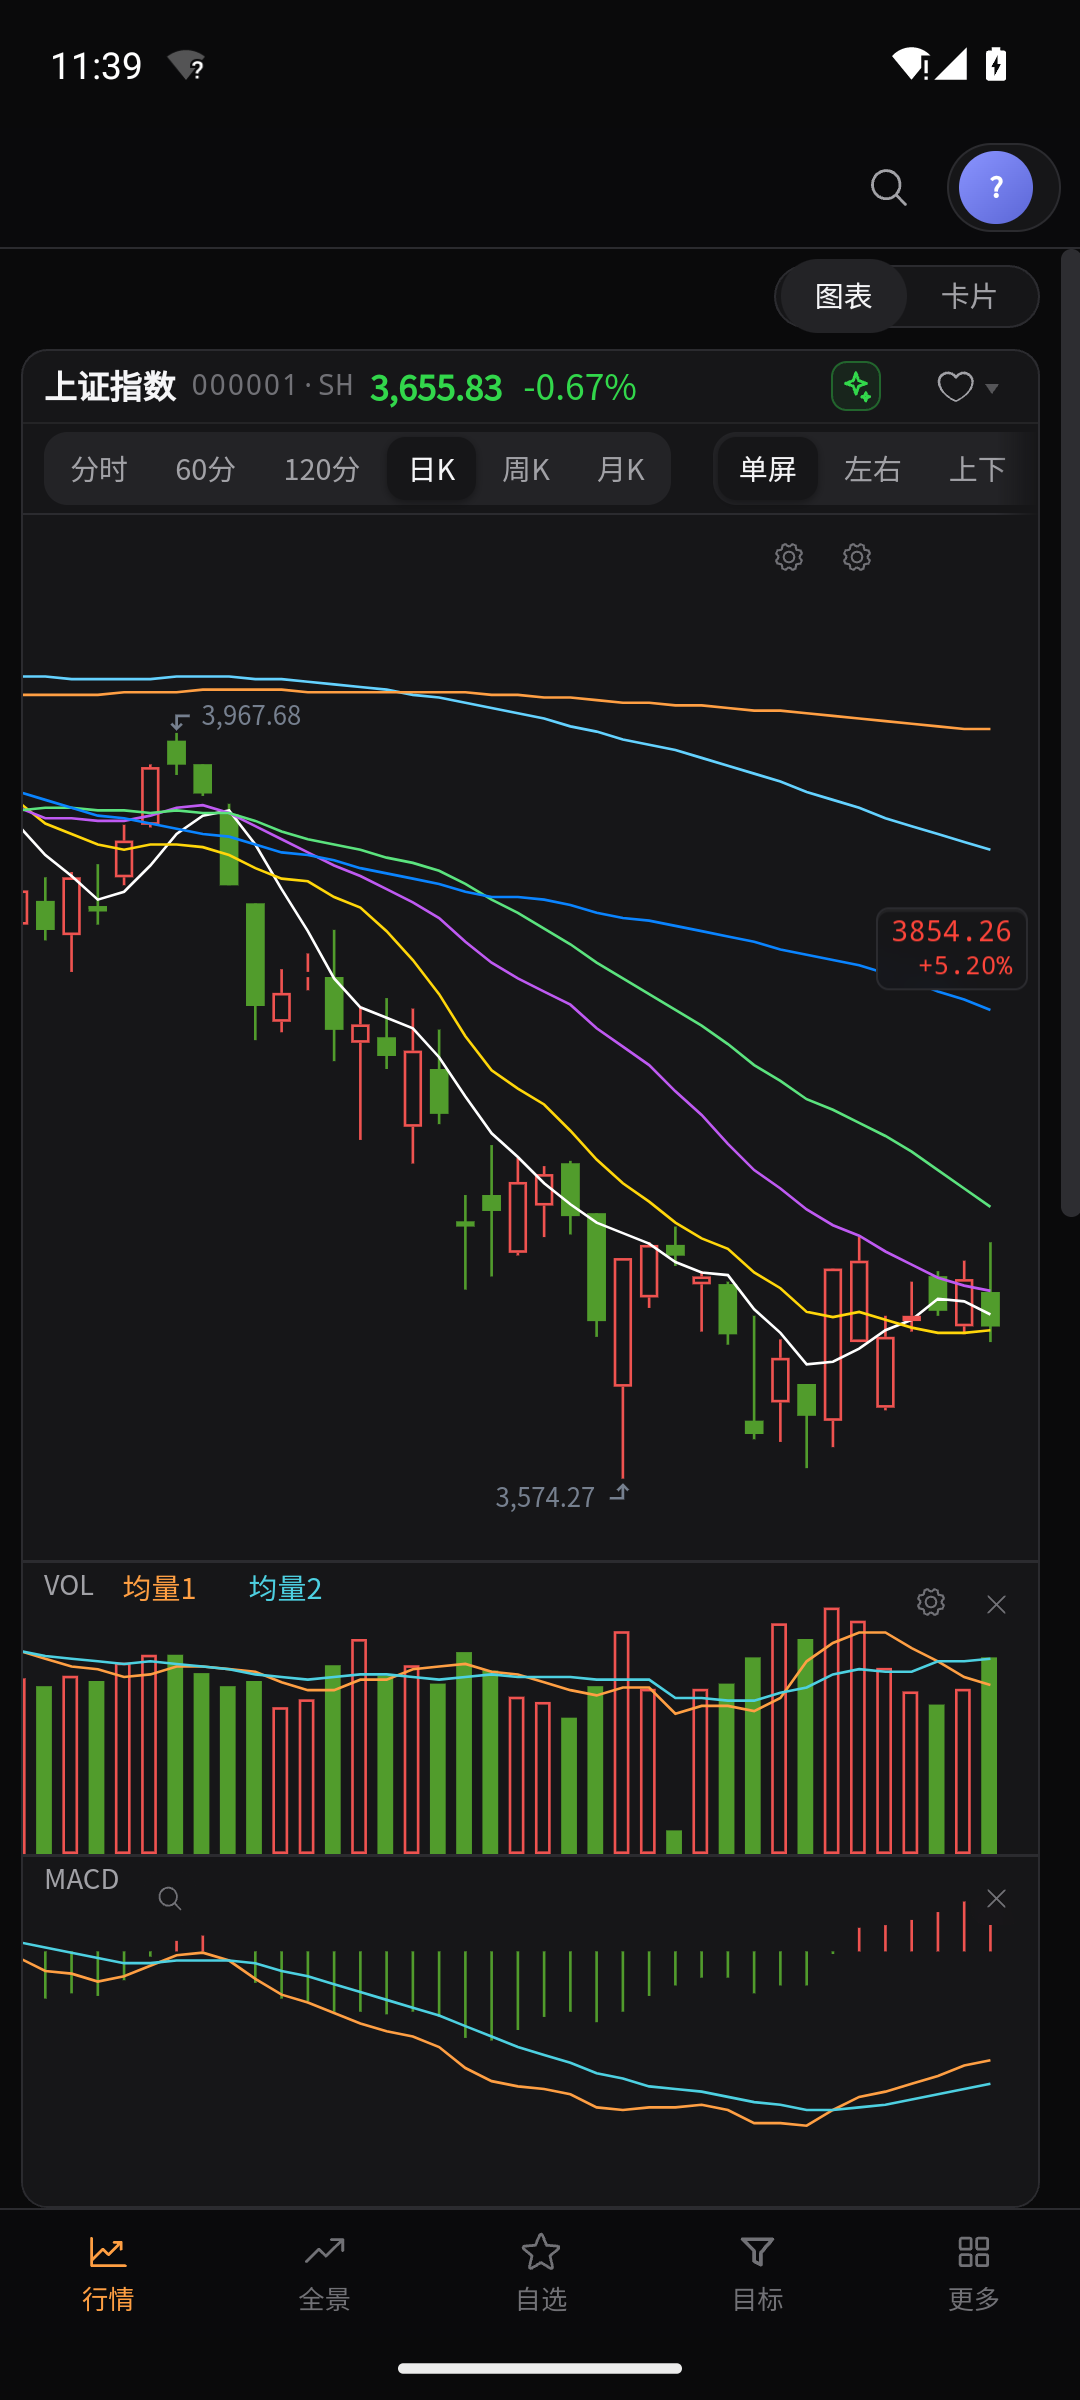 11:39
?
图表 卡片
上证指数 000001·SH 3,655.83 -0.67%
分时 60分 120分 日K 周K 月K 单屏 左右 上下
3,967.68
3854.26
+5.20%
3,574.27
VOL 均量1 均量2
MACD
行情 全景 自选 目标 更多